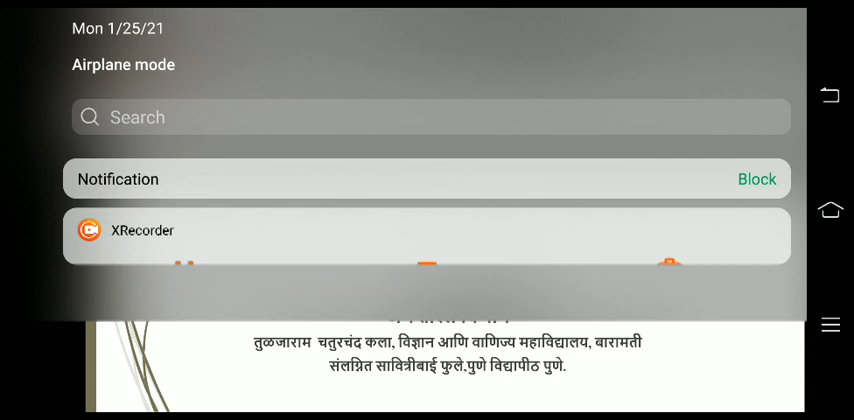 Mon 1/25/21
Airplane mode
Search
Notification Block
XRecorder
तुळजाराम चतुरचंद कला, विज्ञान आणि वाणिज्य महाविद्यालय, बारामती
संलग्नित सावित्रीबाई फुले,पुणे विद्यापीठ पुणे.